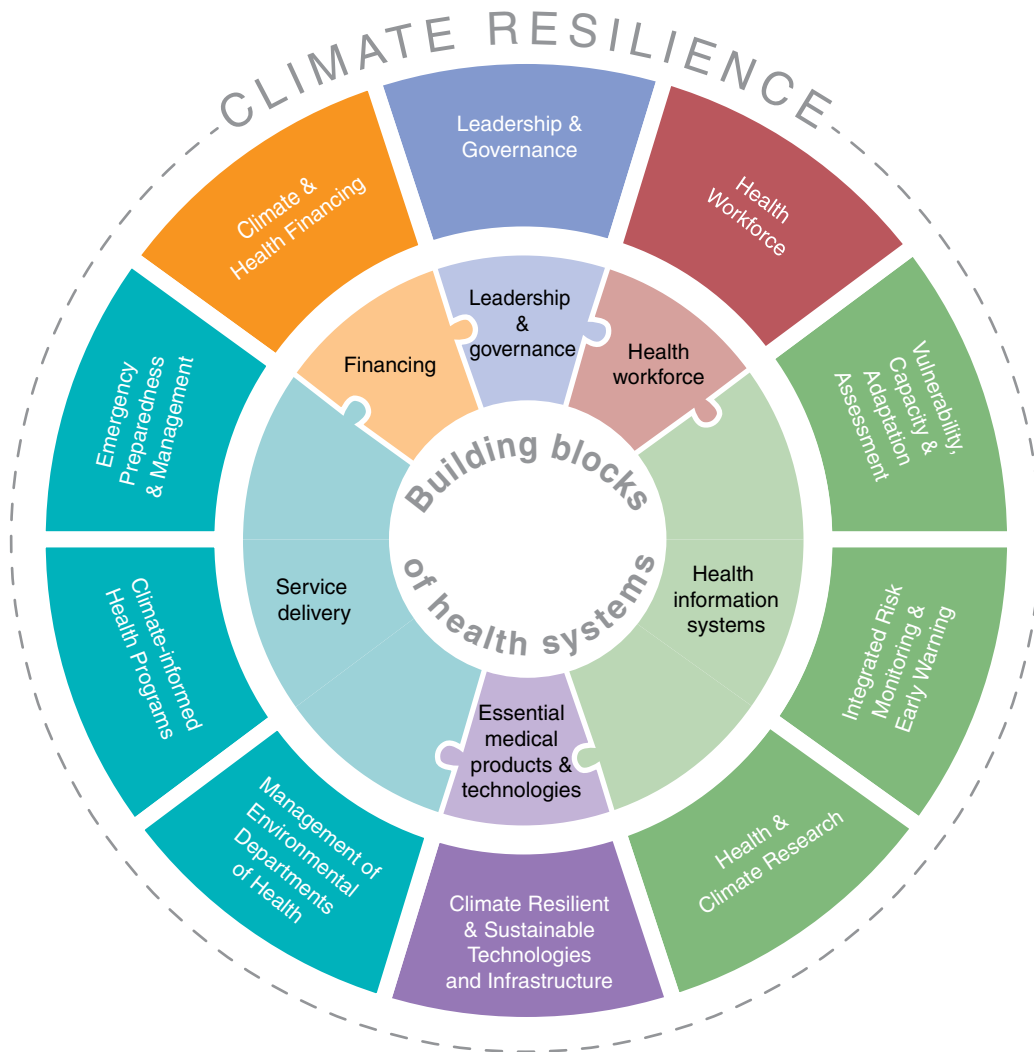 CLIMATE RESILIENCE
Leadership &
Governance
Health
Workforce
Vulnerability,
Capacity &
Adaptation
Assessment
Integrated Risk
Monitoring &
Early Warning
Health &
Climate Research
Climate Resilient
& Sustainable
Technologies
and Infrastructure
Management of
Environmental
Departments
of Health
Climate-informed
Health Programs
Emergency
Preparedness
& Management
Climate &
Health Financing
Leadership
&
governance
Health
workforce
Health
information
systems
Essential
medical
products &
technologies
Service
delivery
Financing
Building blocks
of health systems